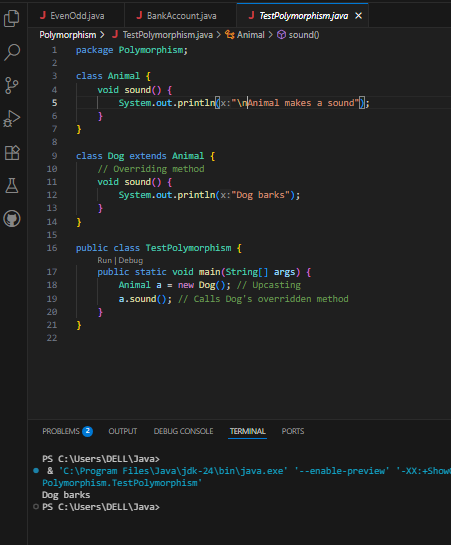 EvenOdd.java BankAccount.java TestPolymorphism.java
Polymorphism > TestPolymorphism.java > Animal > sound()
1 package Polymorphism;
2
3 class Animal {
4 void sound() {
5 System.out.println(x:"\nAnimal makes a sound");
6 }
7 }
8
9 class Dog extends Animal {
10 // Overriding method
11 void sound() {
12 System.out.println(x:"Dog barks");
13 }
14 }
15
16 public class TestPolymorphism {
Run | Debug
17 public static void main(String[] args) {
18 Animal a = new Dog(); // Upcasting
19 a.sound(); // Calls Dog's overridden method
20 }
21 }
22
PROBLEMS 2 OUTPUT DEBUG CONSOLE TERMINAL PORTS
PS C:\Users\DELL\Java>
& 'C:\Program Files\Java\jdk-24\bin\java.exe' '--enable-preview' '-XX:+Show
Polymorphism.TestPolymorphism'
Dog barks
PS C:\Users\DELL\Java>